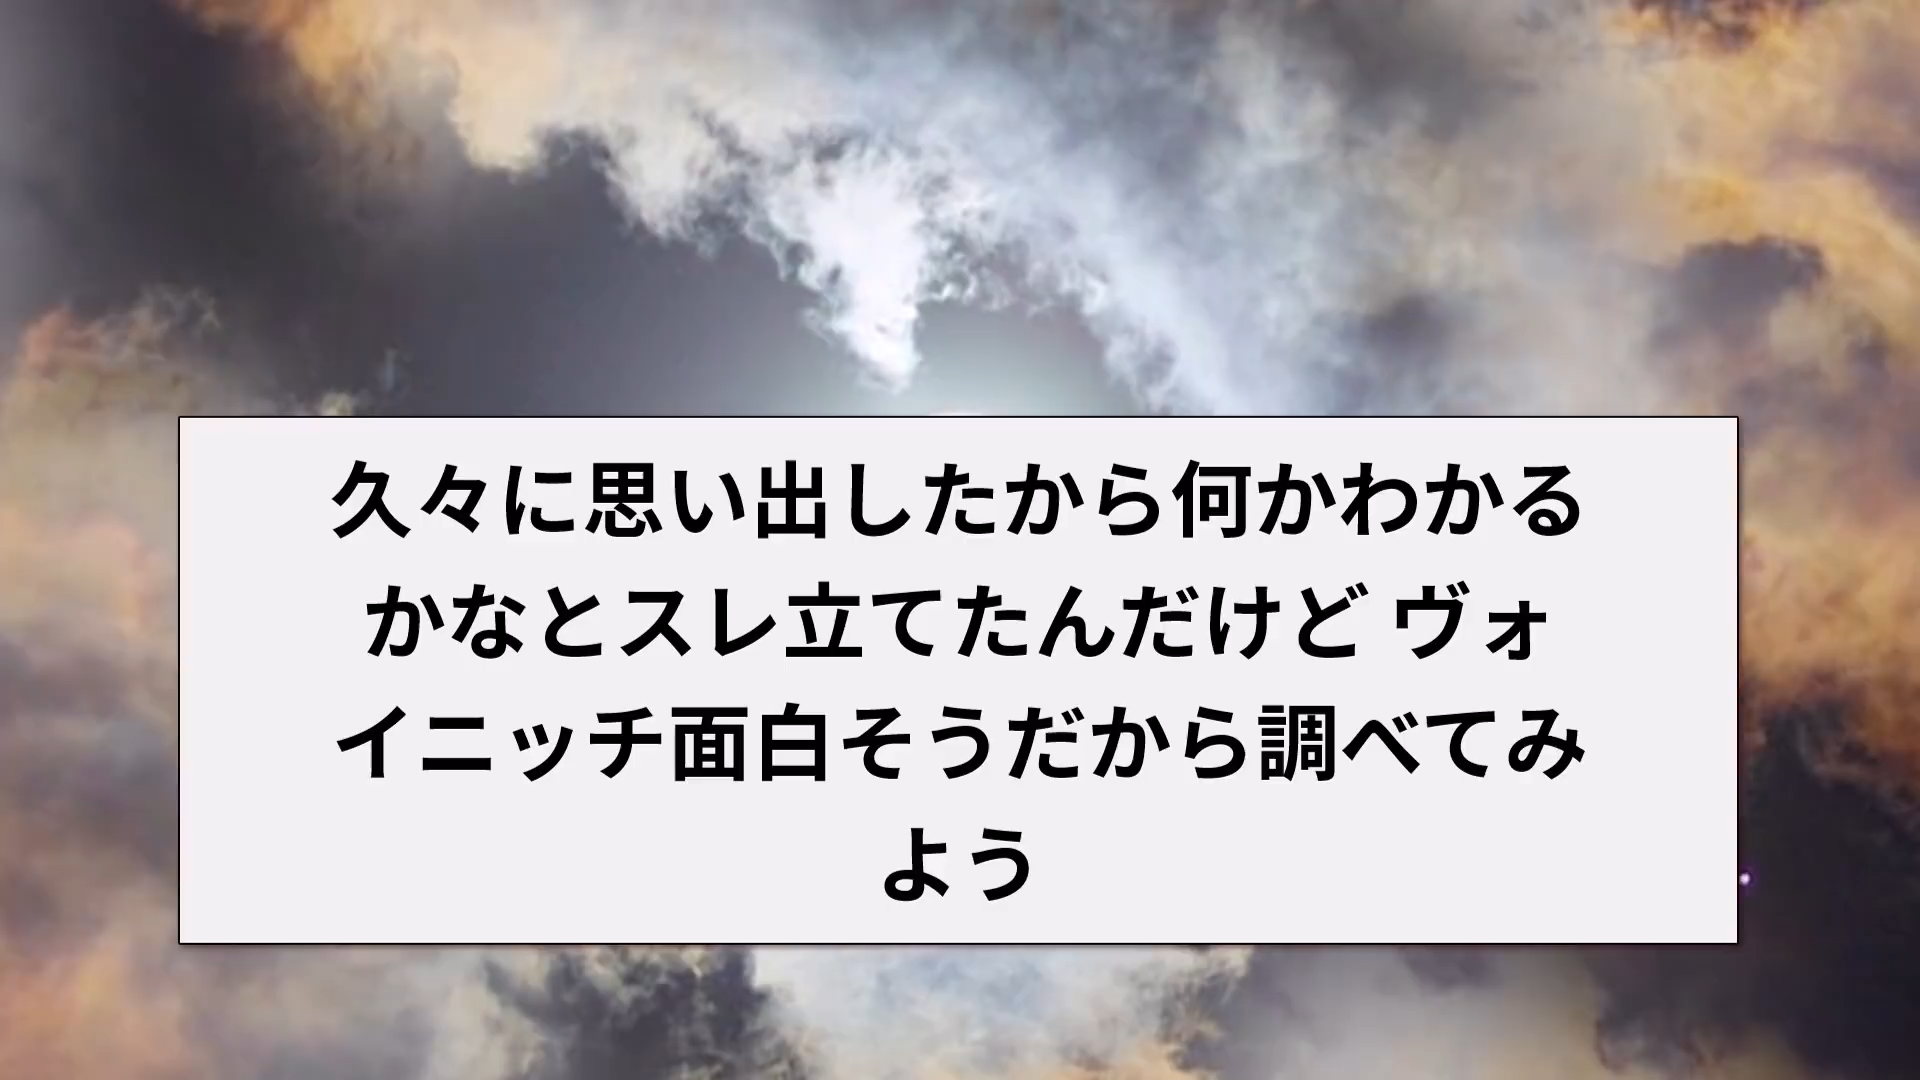 久々に思い出したから何かわかる
かなとスレ立てたんだけど ヴォ
イニッチ面白そうだから調べてみ
よう